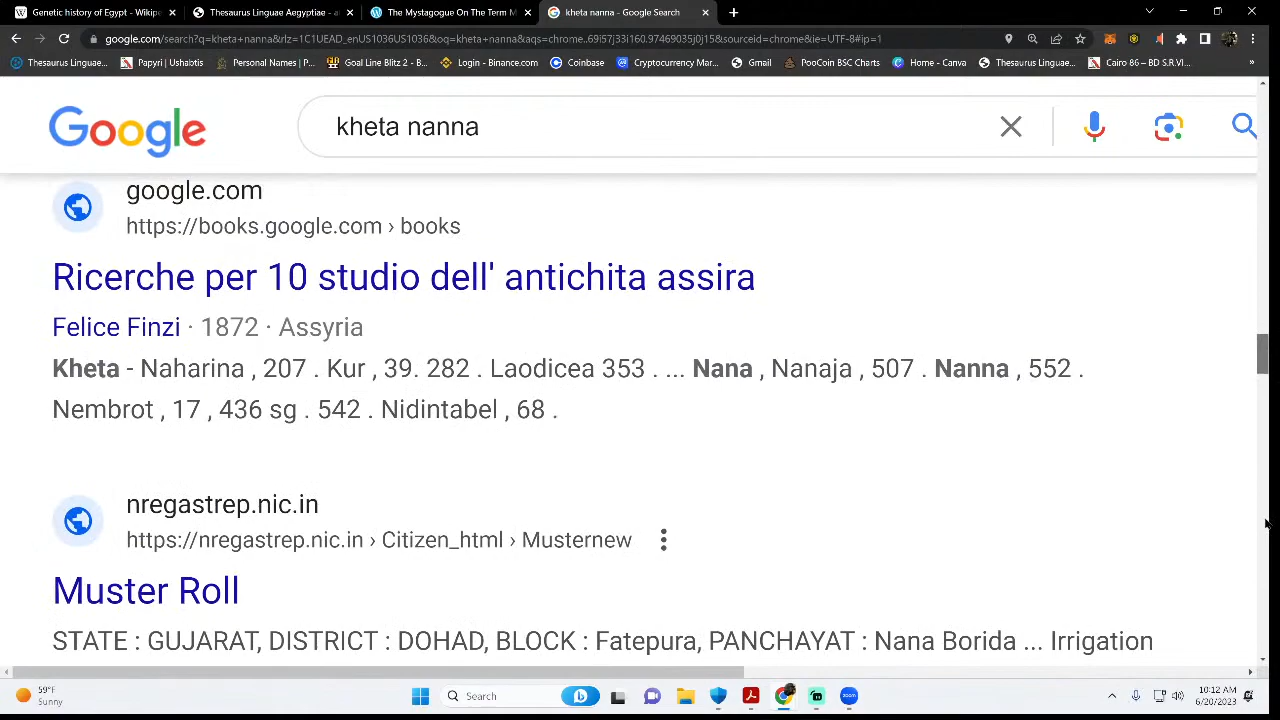 Genetic history of Egypt - Wikipe
Thesaurus Linguae Aegyptiae - a
The Mystagogue On The Term M
kheta nanna - Google Search
google.com/search?q=kheta+nanna&rlz=1C1UEAD_enUS1036US1036&oq=kheta+nanna&aqs=chrome..69i57j33i160.97469035j0j15&sourceid=chrome&ie=UTF-8#ip=1
Thesaurus Linguae...
Papyri | Ushabtis
Personal Names | P...
Goal Line Blitz 2 - B...
Login - Binance.com
Coinbase
Cryptocurrency Mar...
Gmail
PooCoin BSC Charts
Home - Canva
Thesaurus Linguae...
Cairo 86 – BD S.R.VI...
Google
kheta nanna
google.com
https://books.google.com › books
Ricerche per 10 studio dell' antichita assira
Felice Finzi · 1872 · Assyria
Kheta - Naharina , 207 . Kur , 39. 282 . Laodicea 353 . ... Nana , Nanaja , 507 . Nanna , 552 .
Nembrot , 17 , 436 sg . 542 . Nidintabel , 68 .
nregastrep.nic.in
https://nregastrep.nic.in › Citizen_html › Musternew
Muster Roll
STATE : GUJARAT, DISTRICT : DOHAD, BLOCK : Fatepura, PANCHAYAT : Nana Borida ... Irrigation
59°F
Sunny
Search
zoom
10:12 AM
6/20/2023